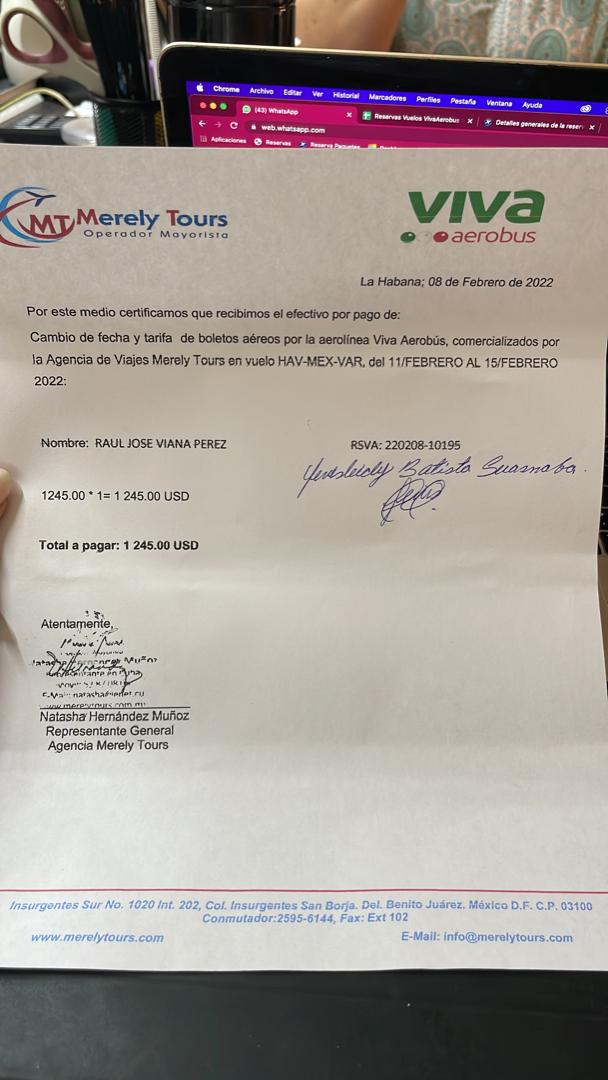 Chrome Archivo Editar Ver Historial Marcadores Perfiles Pestaña Ventana Ayuda
(43) WhatsApp × Reservas Vuelos VivaAerobus × Detalles generales de la reser ×
web.whatsapp.com
Aplicaciones Reservas Reserva Paquetes
MT Merely Tours
Operador Mayorista
viva
aerobus
La Habana; 08 de Febrero de 2022
Por este medio certificamos que recibimos el efectivo por pago de:
Cambio de fecha y tarifa de boletos aéreos por la aerolínea Viva Aerobús, comercializados por
la Agencia de Viajes Merely Tours en vuelo HAV-MEX-VAR, del 11/FEBRERO AL 15/FEBRERO
2022:
Nombre: RAUL JOSE VIANA PEREZ RSVA: 220208-10195
Batista
1245.00 * 1= 1 245.00 USD
Total a pagar: 1 245.00 USD
Atentamente,
www.merelytours.com.mx
Natasha Hernández Muñoz
Representante General
Agencia Merely Tours
Insurgentes Sur No. 1020 Int. 202, Col. Insurgentes San Borja. Del. Benito Juárez. México D.F. C.P. 03100
Conmutador:2595-6144, Fax: Ext 102
www.merelytours.com E-Mail: info@merelytours.com